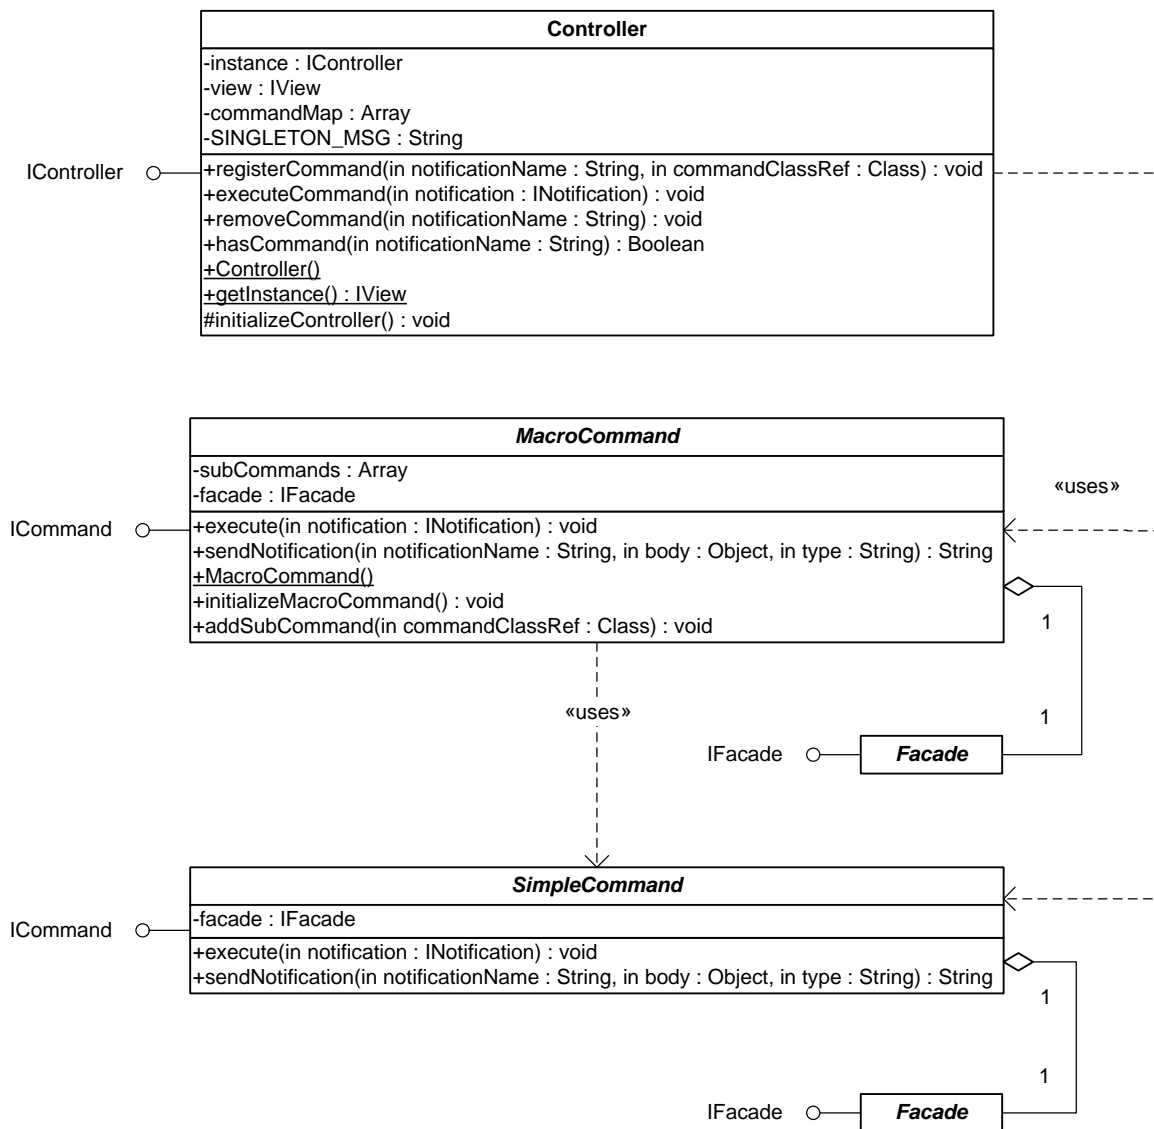 Controller
-instance : IController
-view : IView
-commandMap : Array
-SINGLETON_MSG : String
IController
+registerCommand(in notificationName : String, in commandClassRef : Class) : void
+executeCommand(in notification : INotification) : void
+removeCommand(in notificationName : String) : void
+hasCommand(in notificationName : String) : Boolean
+Controller()
+getInstance() : IView
#initializeController() : void
MacroCommand
-subCommands : Array
-facade : IFacade
«uses»
ICommand
+execute(in notification : INotification) : void
+sendNotification(in notificationName : String, in body : Object, in type : String) : String
+MacroCommand()
+initializeMacroCommand() : void
+addSubCommand(in commandClassRef : Class) : void
1
«uses»
1
IFacade
Facade
SimpleCommand
-facade : IFacade
ICommand
+execute(in notification : INotification) : void
+sendNotification(in notificationName : String, in body : Object, in type : String) : String
1
1
IFacade
Facade